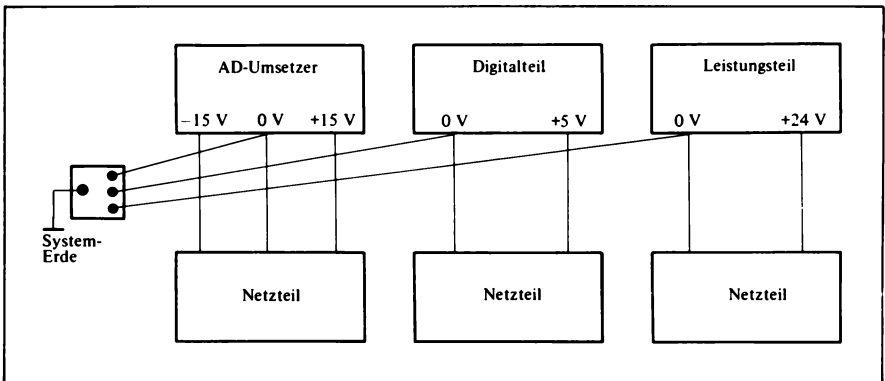 AD-Umsetzer
Digitalteil
Leistungsteil
−15 V 0 V +15 V
0 V +5 V
0 V +24 V
System-
Erde
Netzteil
Netzteil
Netzteil